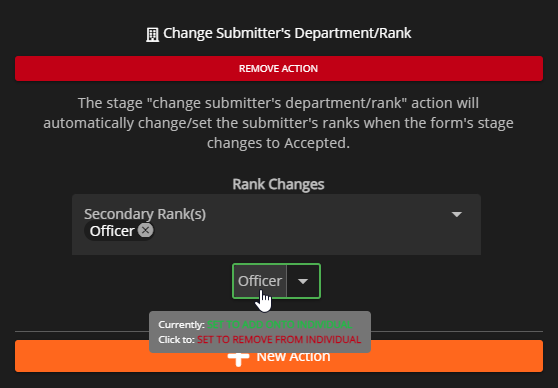 Change Submitter's Department/Rank
REMOVE ACTION
The stage "change submitter's department/rank" action will
automatically change/set the submitter's ranks when the form's stage
changes to Accepted.
Rank Changes
Secondary Rank(s)
Officer
Officer
Currently: SET TO ADD ONTO INDIVIDUAL
Click to: SET TO REMOVE FROM INDIVIDUAL
New Action